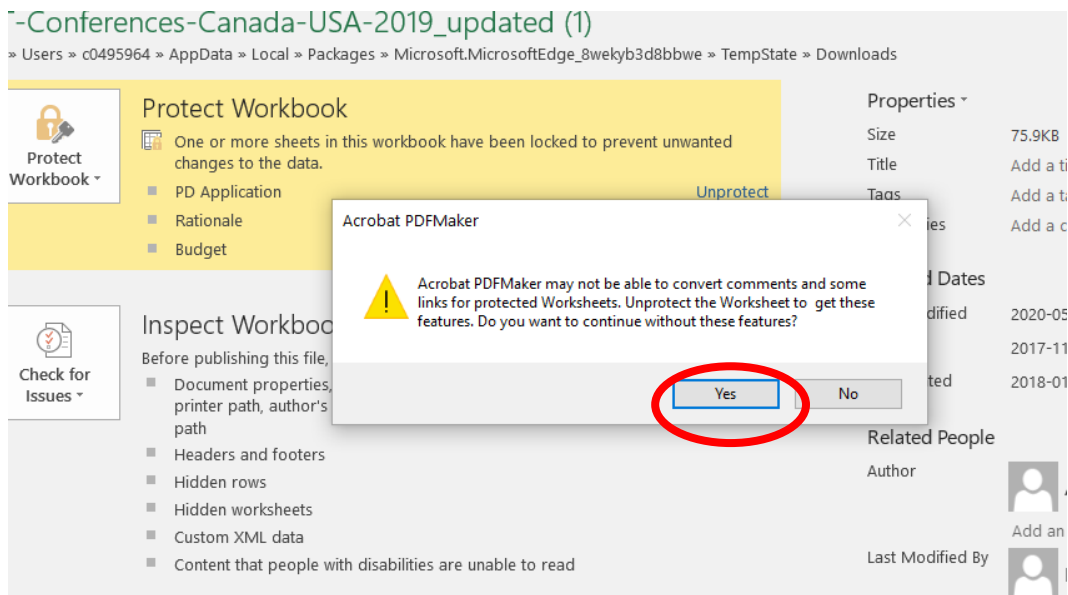 -Conferences-Canada-USA-2019_updated (1)
» Users » c0495964 » AppData » Local » Packages » Microsoft.MicrosoftEdge_8wekyb3d8bbwe » TempState » Downloads
Protect
Workbook
Protect Workbook
One or more sheets in this workbook have been locked to prevent unwanted
changes to the data.
PD Application
Unprotect
Rationale
Budget
Check for
Issues
Inspect Workboo
Before publishing this file,
Document properties,
printer path, author's
path
Headers and footers
Hidden rows
Hidden worksheets
Custom XML data
Content that people with disabilities are unable to read
Acrobat PDFMaker
Acrobat PDFMaker may not be able to convert comments and some
links for protected Worksheets. Unprotect the Worksheet to get these
features. Do you want to continue without these features?
Yes
No
Properties
Size 75.9KB
Title Add a ti
Tags Add a ta
ies Add a c
d Dates
dified 2020-05
2017-11
ted 2018-01
Related People
Author
Add an
Last Modified By